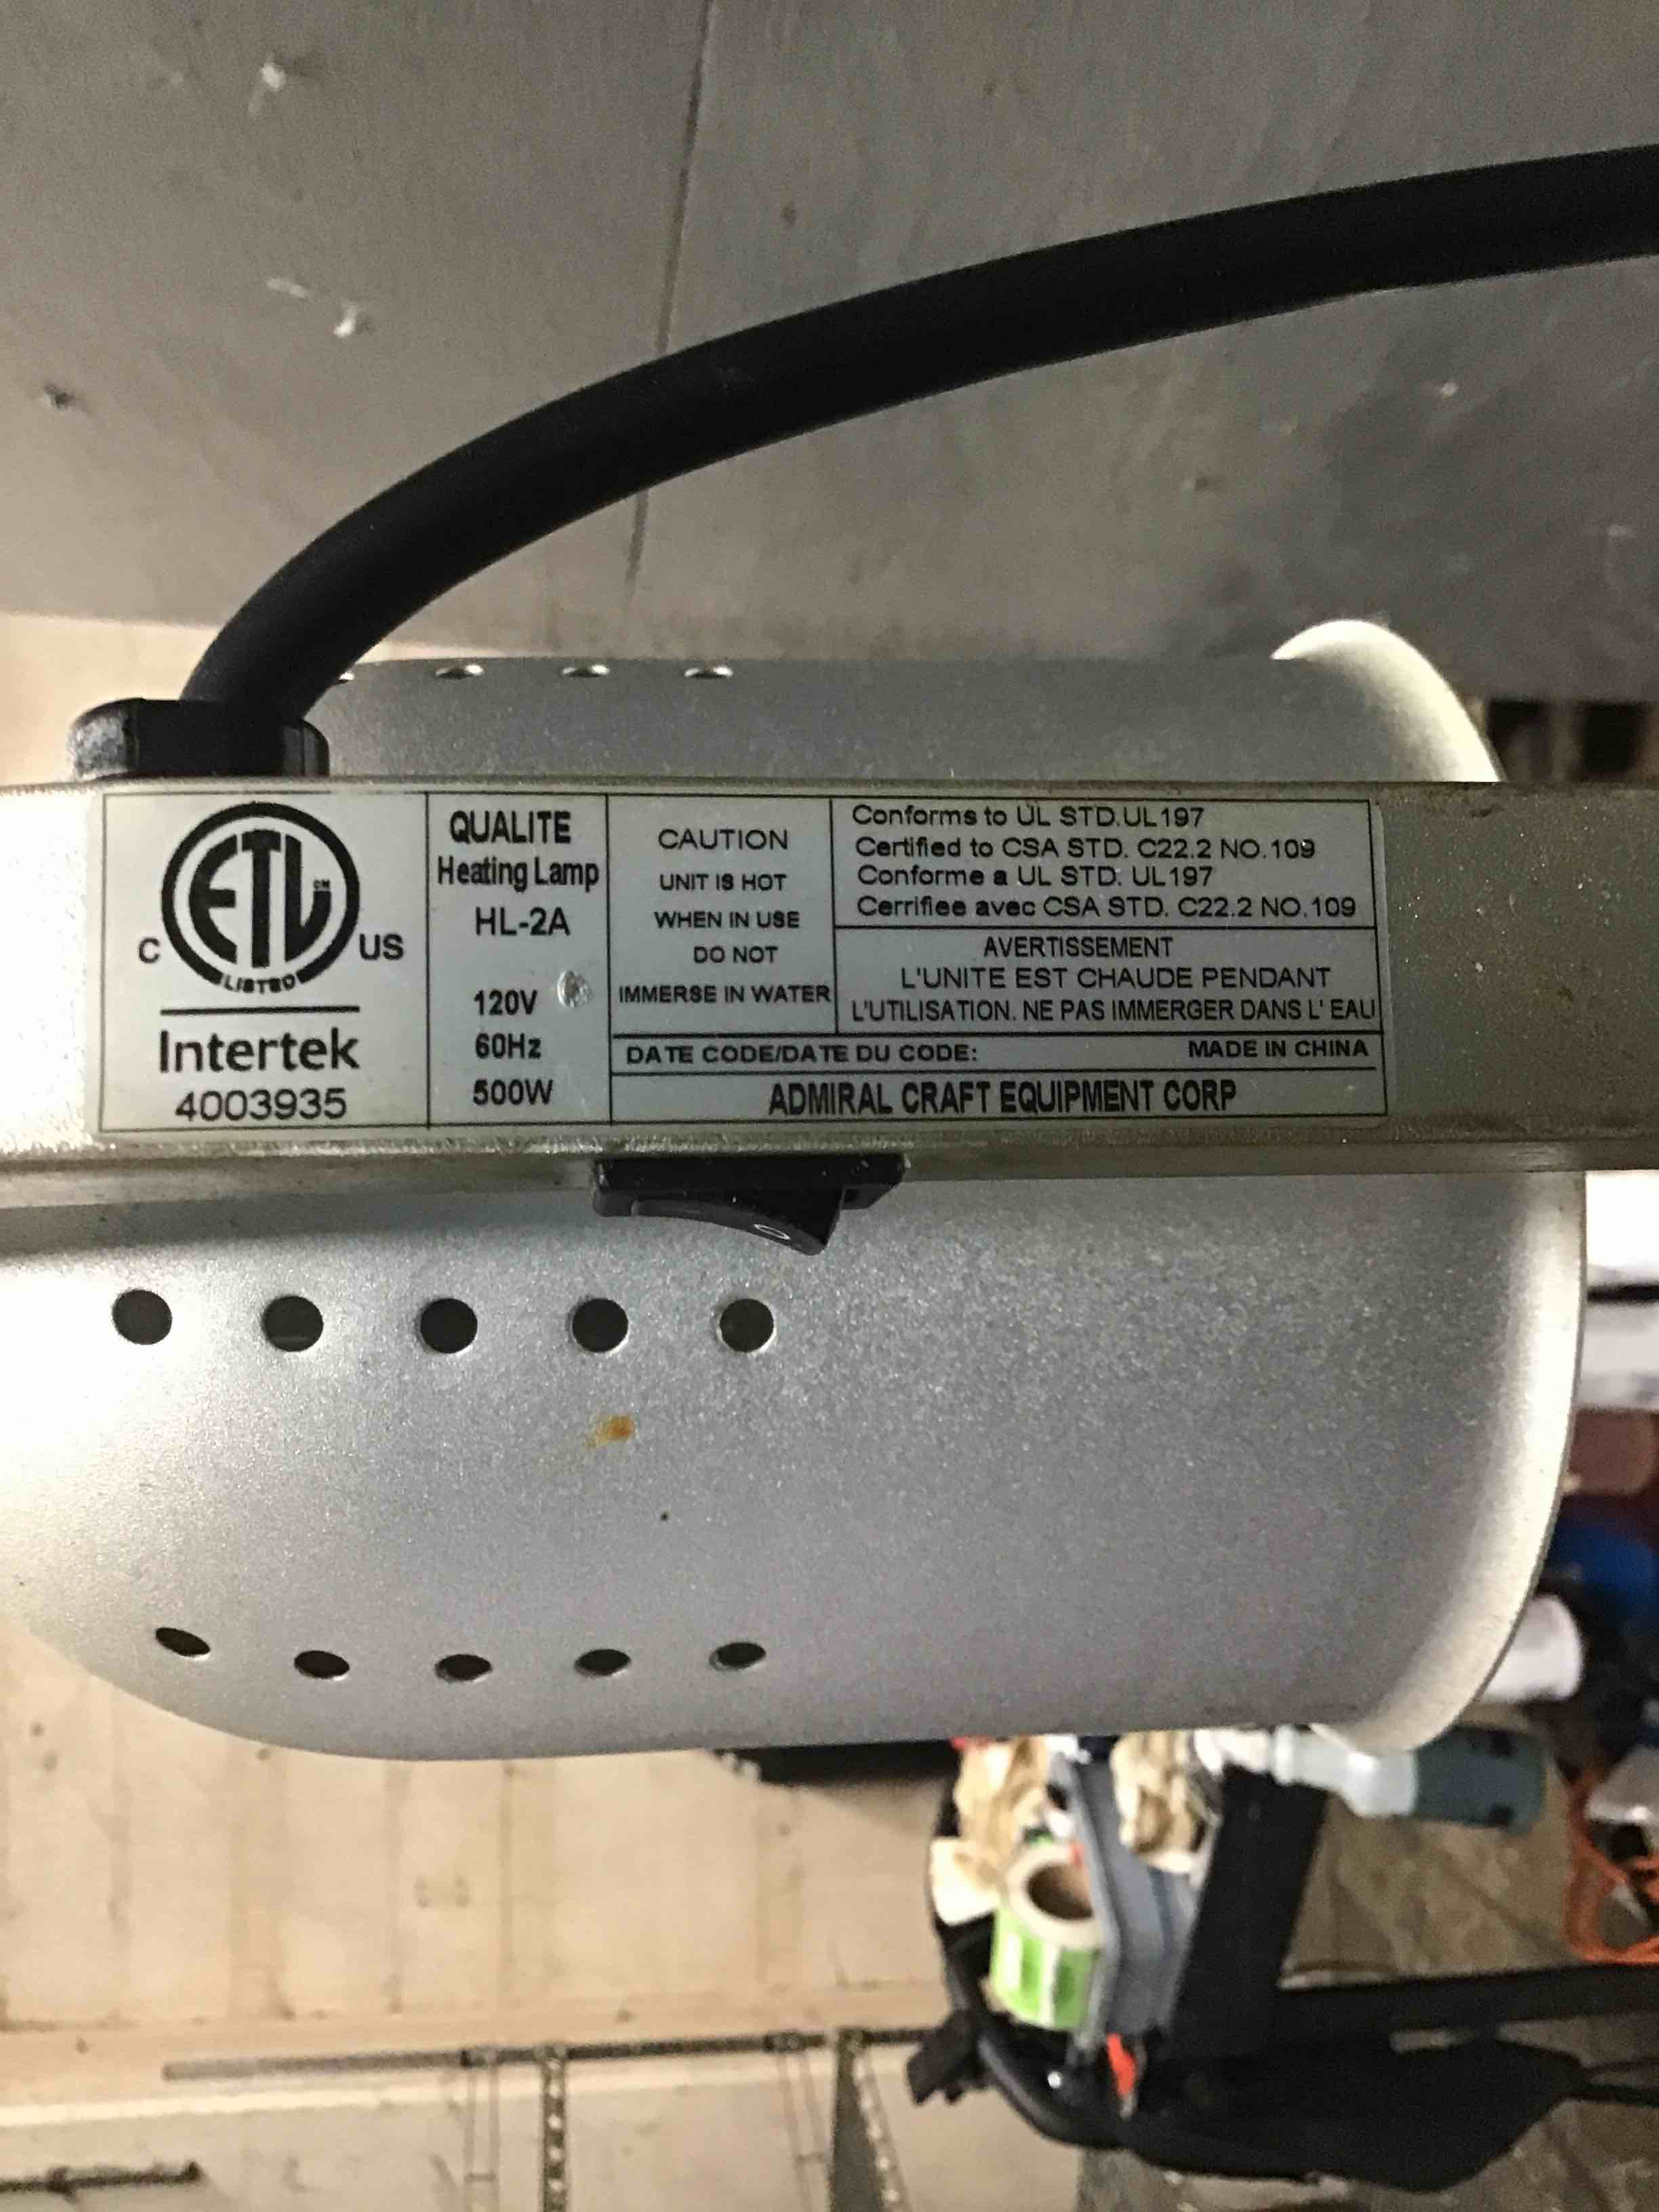 ETL CM
LISTED
C US
Intertek
4003935
QUALITE
Heating Lamp
HL-2A
120V
60Hz
500W
CAUTION
UNIT IS HOT
WHEN IN USE
DO NOT
IMMERSE IN WATER
Conforms to UL STD.UL197
Certified to CSA STD. C22.2 NO.109
Conforme a UL STD. UL197
Cerrifiee avec CSA STD. C22.2 NO.109
AVERTISSEMENT
L'UNITE EST CHAUDE PENDANT
L'UTILISATION. NE PAS IMMERGER DANS L' EAU
DATE CODE/DATE DU CODE: MADE IN CHINA
ADMIRAL CRAFT EQUIPMENT CORP
O